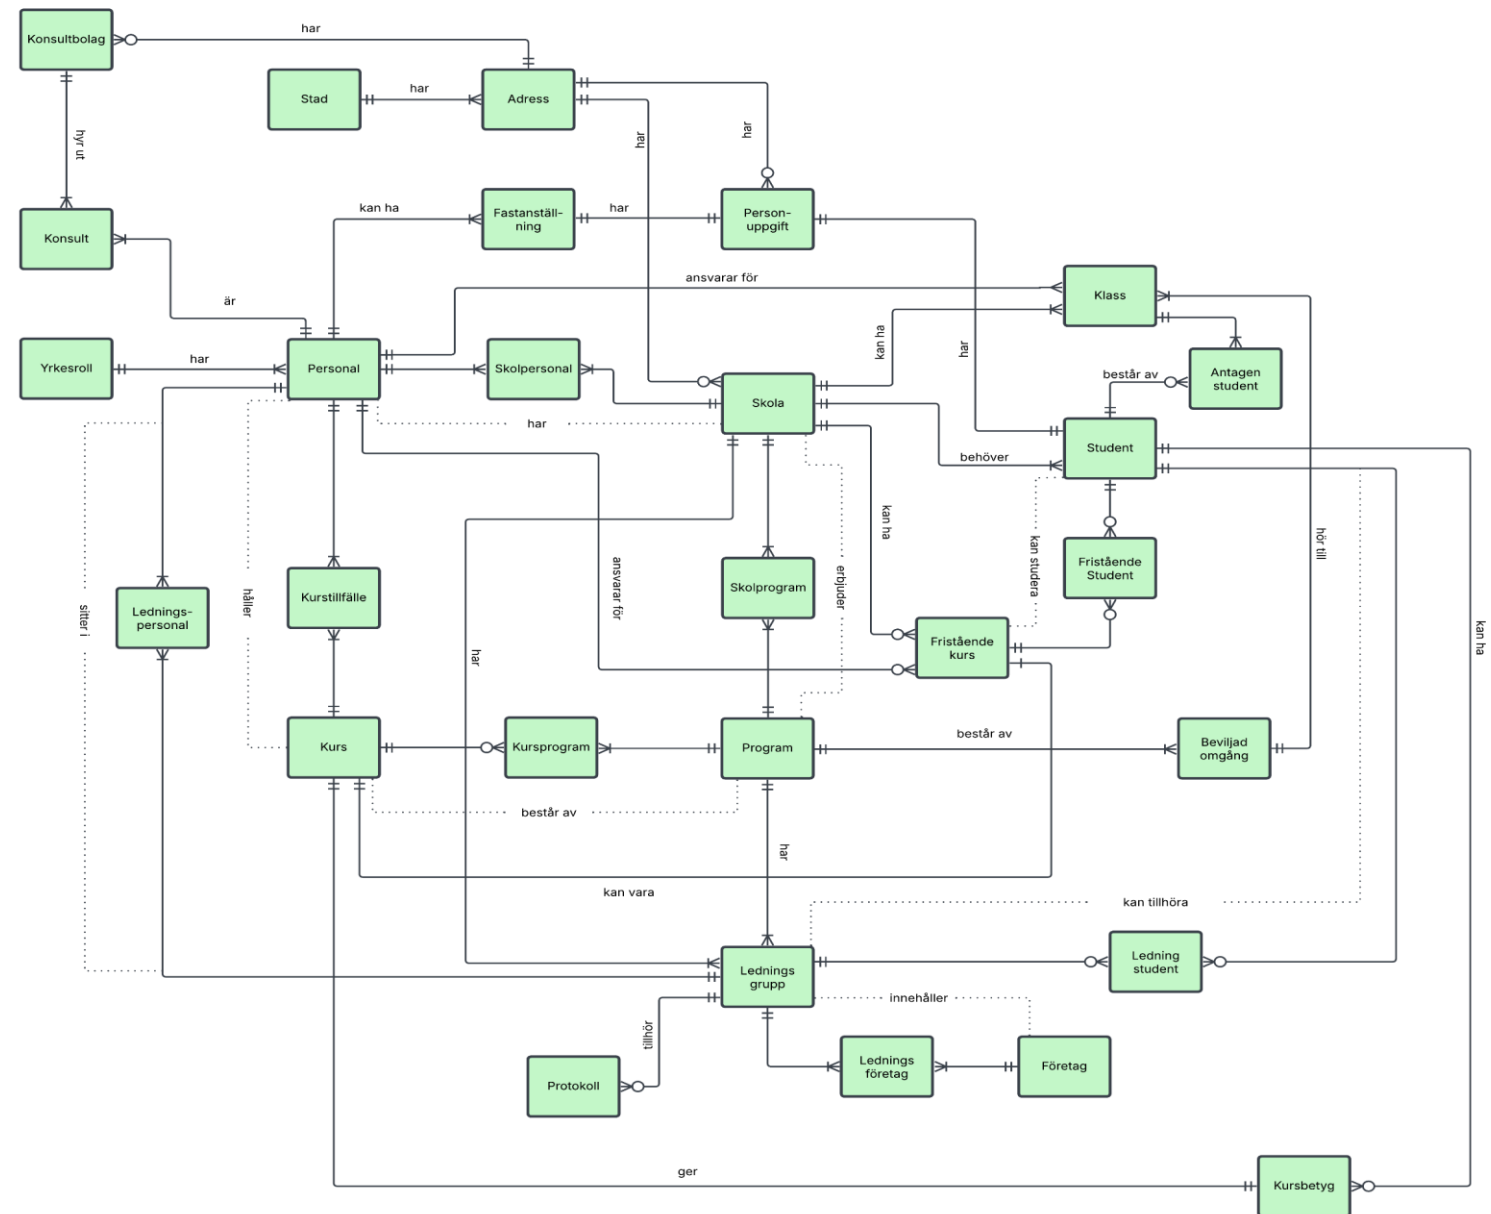 har
Konsultbolag
Stad
har
Adress
hyr ut
har
har
kan ha
Fastanställ-
ning
har
Person-
uppgift
Konsult
är
ansvarar för
Klass
Yrkesroll
har
Personal
Skolpersonal
kan ha
har
Skola
består av
Antagen
student
har
behöver
Student
kan ha
hör till
kan studera
Fristående
Student
Lednings-
personal
sitter i
håller
Kurstillfälle
ansvarar för
Skolprogram
erbjuder
Fristående
kurs
har
kan ha
Kurs
Kursprogram
Program
består av
Beviljad
omgång
består av
har
kan vara
kan tillhöra
Lednings
grupp
Ledning
student
innehåller
tillhör
Protokoll
Lednings
företag
Företag
ger
Kursbetyg